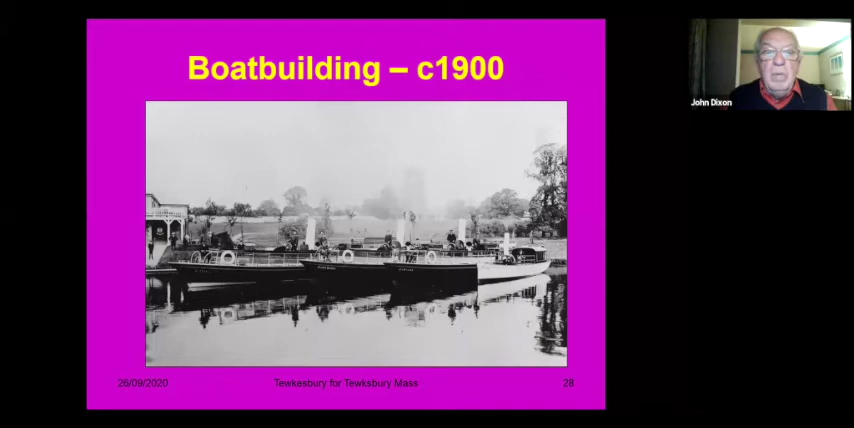 Boatbuilding – c1900
John Dixon
26/09/2020
Tewkesbury for Tewksbury Mass
28